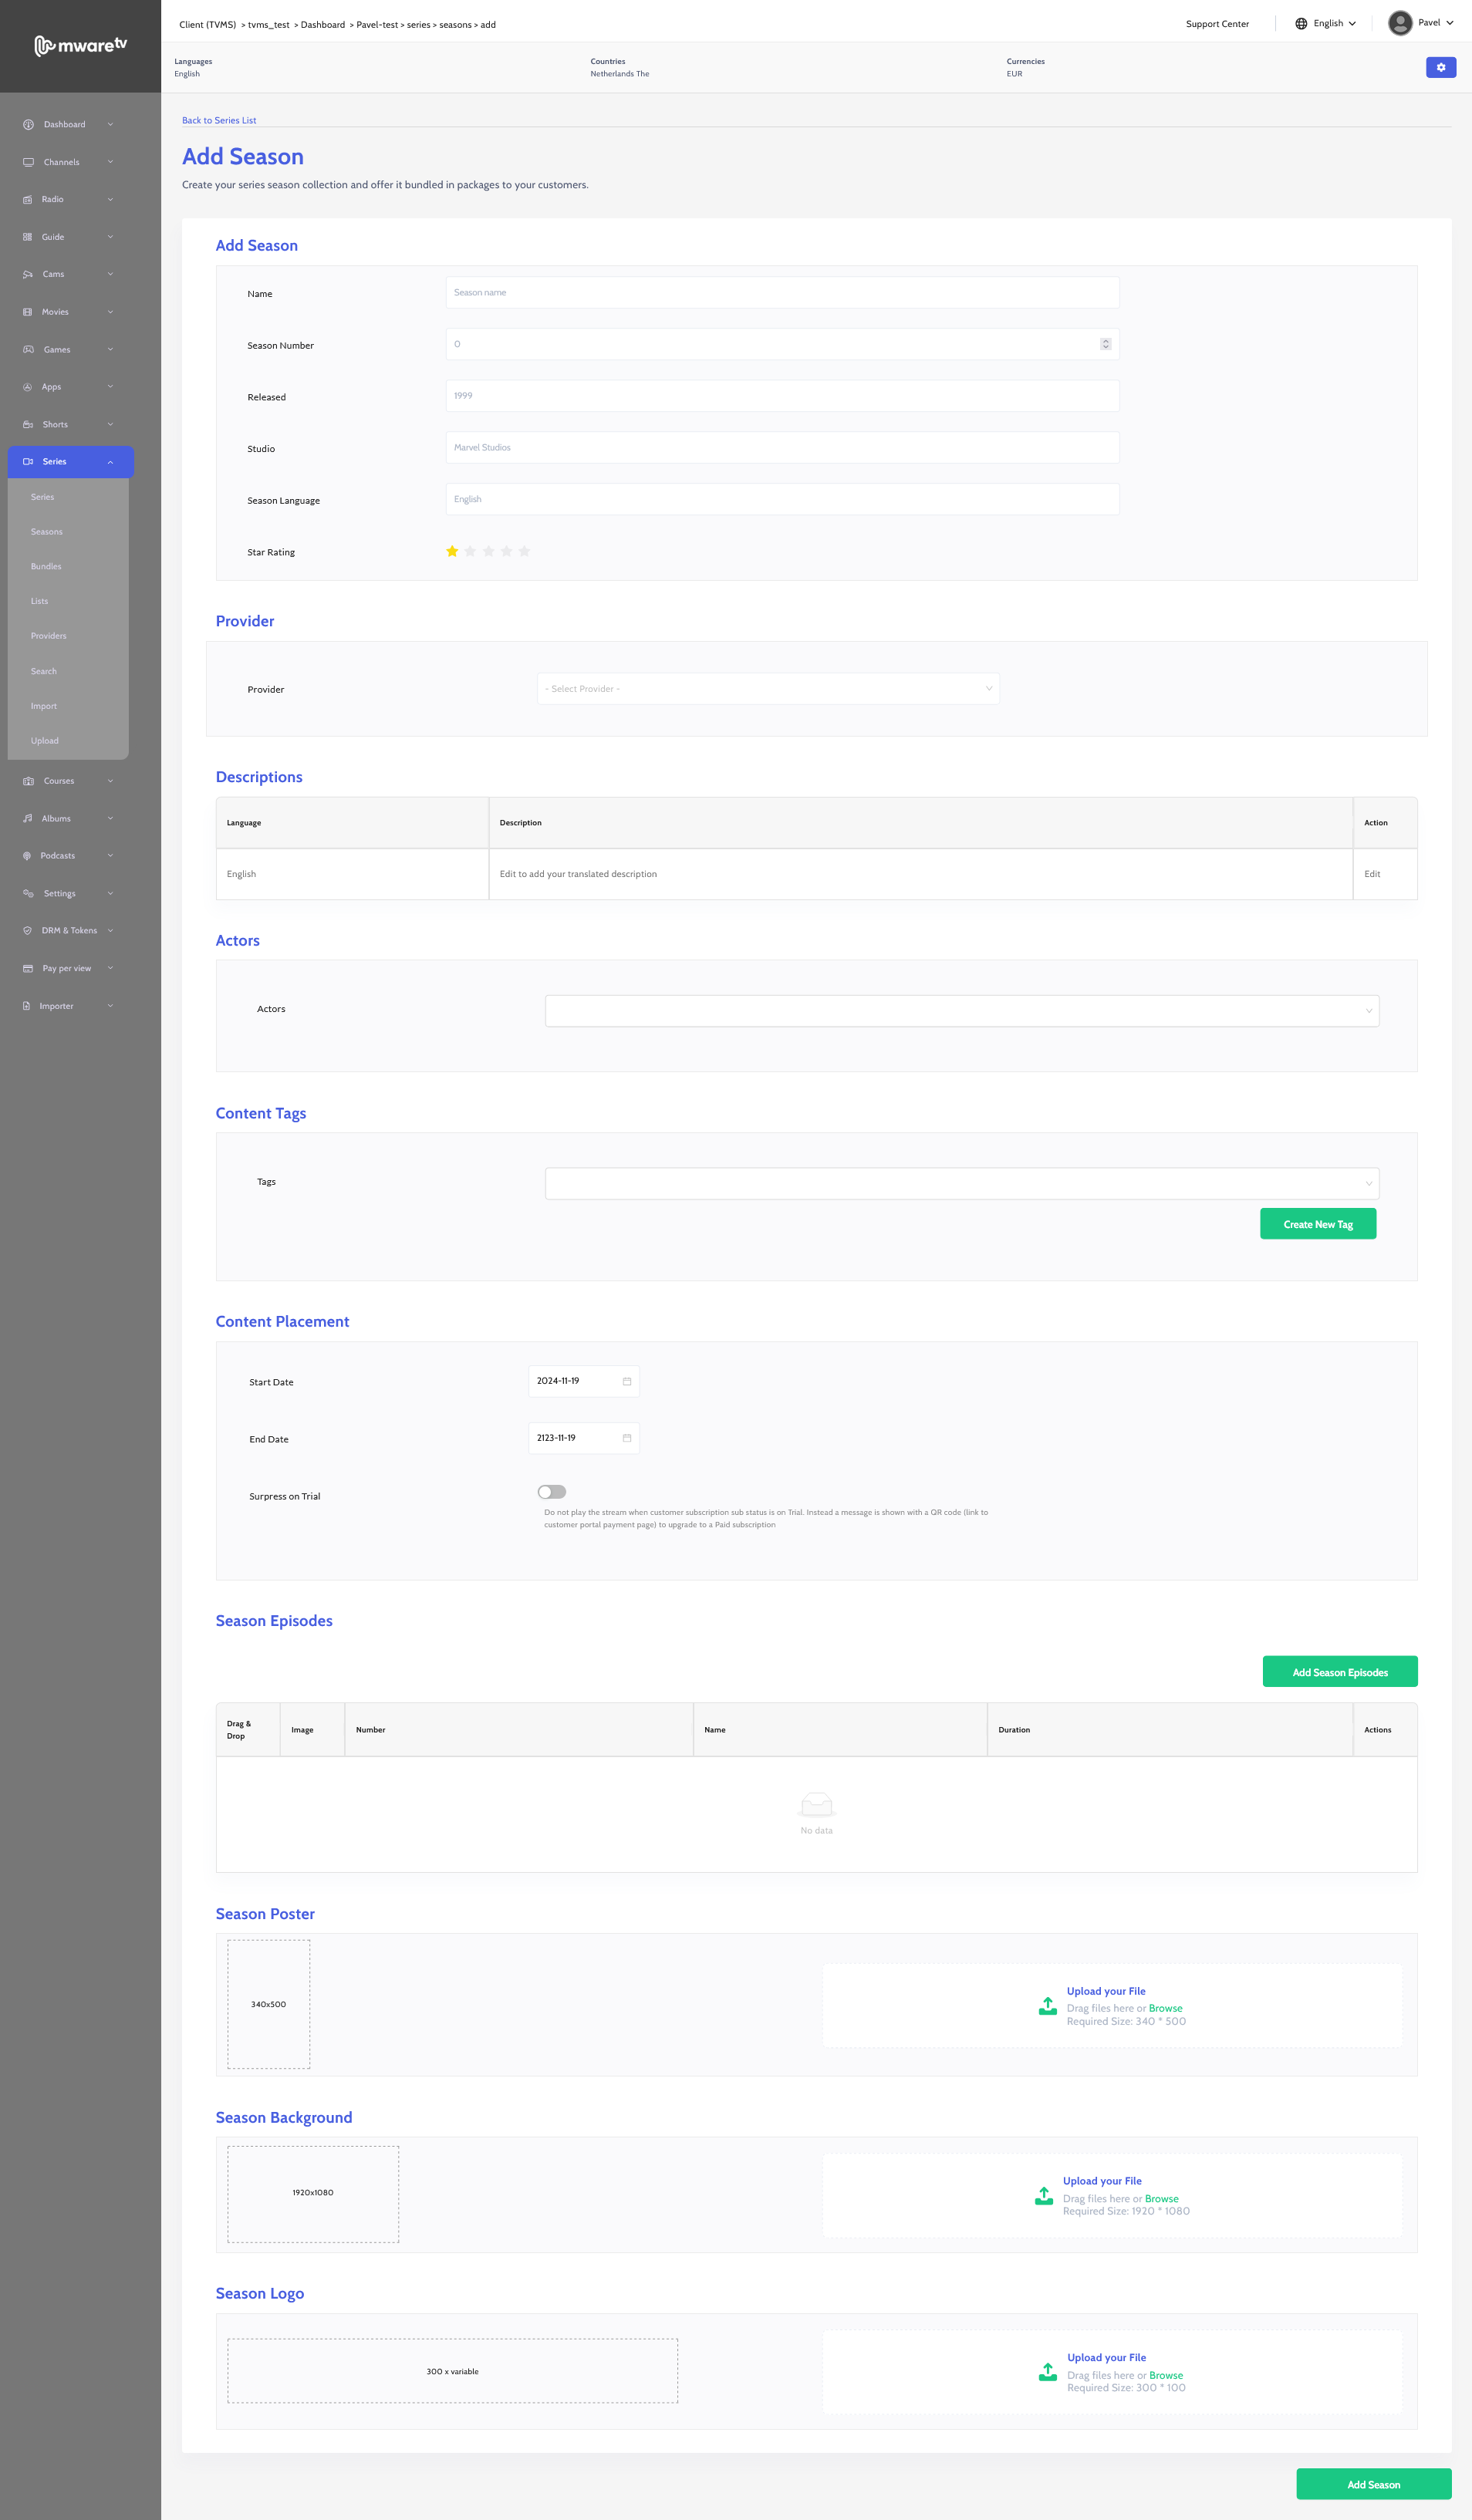 mwaretv
Client (TVMS) > tvms_test > Dashboard > Pavel-test > series > seasons > add
Support Center
English
Pavel
Languages
English
Countries
Netherlands The
Currencies
EUR
Dashboard
Channels
Radio
Guide
Cams
Movies
Games
Apps
Shorts
Series
Series
Seasons
Bundles
Lists
Providers
Search
Import
Upload
Courses
Albums
Podcasts
Settings
DRM & Tokens
Pay per view
Importer
Back to Series List
Add Season
Create your series season collection and offer it bundled in packages to your customers.
Add Season
Name
Season name
Season Number
0
Released
1999
Studio
Marvel Studios
Season Language
English
Star Rating
Provider
Provider
- Select Provider -
Descriptions
Language
Description
Action
English
Edit to add your translated description
Edit
Actors
Actors
Content Tags
Tags
Create New Tag
Content Placement
Start Date
2024-11-19
End Date
2123-11-19
Surpress on Trial
Do not play the stream when customer subscription sub status is on Trial. Instead a message is shown with a QR code (link to
customer portal payment page) to upgrade to a Paid subscription
Season Episodes
Add Season Episodes
Drag &
Drop
Image
Number
Name
Duration
Actions
No data
Season Poster
340x500
Upload your File
Drag files here or Browse
Required Size: 340 * 500
Season Background
1920x1080
Upload your File
Drag files here or Browse
Required Size: 1920 * 1080
Season Logo
300 x variable
Upload your File
Drag files here or Browse
Required Size: 300 * 100
Add Season